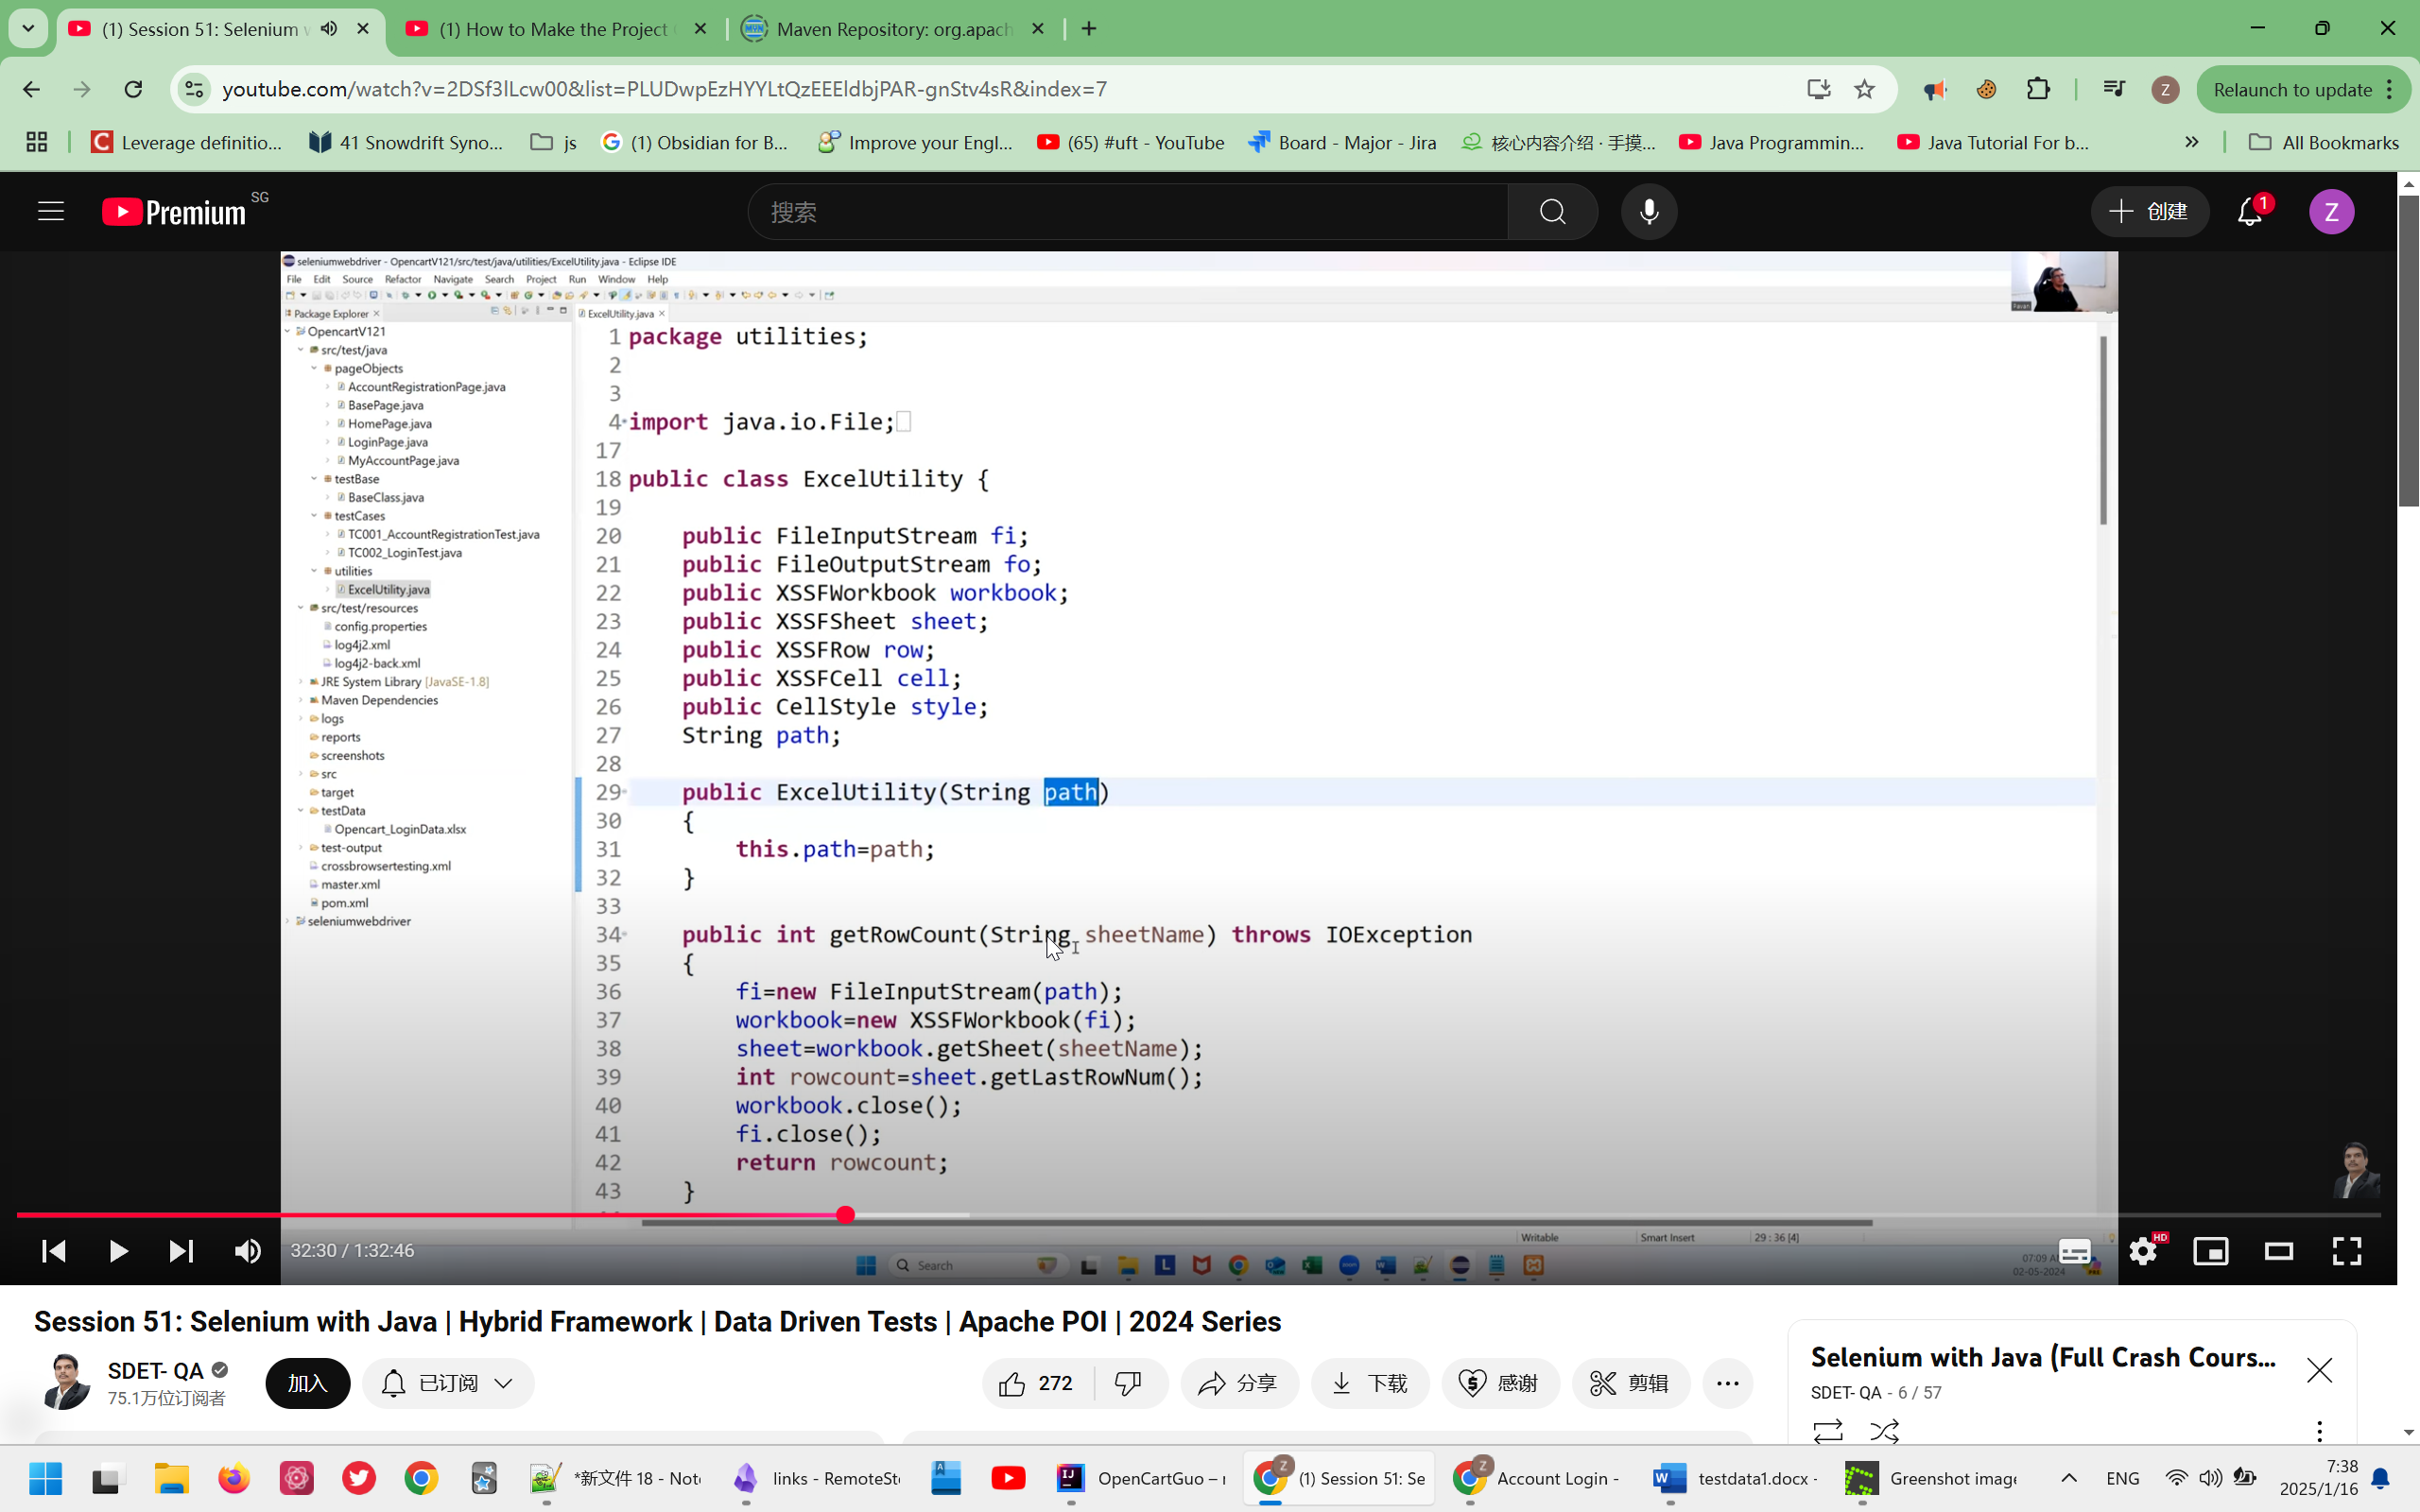 (1) Session 51: Selenium
(1) How to Make the Project
Maven Repository: org.apach
youtube.com/watch?v=2DSf3lLcw00&list=PLUDwpEzHYYLtQzEEEldbjPAR-gnStv4sR&index=7
Z
Relaunch to update
Leverage definitio...
41 Snowdrift Syno...
js
(1) Obsidian for B...
Improve your Engl...
(65) #uft - YouTube
Board - Major - Jira
核心内容介绍 · 手摸...
Java Programmin...
Java Tutorial For b...
All Bookmarks
Premium
SG
搜索
创建
1
Z
seleniumwebdriver - OpencartV121/src/test/java/utilities/ExcelUtility.java - Eclipse IDE
File Edit Source Refactor Navigate Search Project Run Window Help
Package Explorer
OpencartV121
src/test/java
pageObjects
AccountRegistrationPage.java
BasePage.java
HomePage.java
LoginPage.java
MyAccountPage.java
testBase
BaseClass.java
testCases
TC001_AccountRegistrationTest.java
TC002_LoginTest.java
utilities
ExcelUtility.java
src/test/resources
config.properties
log4j2.xml
log4j2-back.xml
JRE System Library [JavaSE-1.8]
Maven Dependencies
logs
reports
screenshots
src
target
testData
Opencart_LoginData.xlsx
test-output
crossbrowsertesting.xml
master.xml
pom.xml
seleniumwebdriver
ExcelUtility.java
1 package utilities;
2
3
4 import java.io.File;
17
18 public class ExcelUtility {
19
20 public FileInputStream fi;
21 public FileOutputStream fo;
22 public XSSFWorkbook workbook;
23 public XSSFSheet sheet;
24 public XSSFRow row;
25 public XSSFCell cell;
26 public CellStyle style;
27 String path;
28
29 public ExcelUtility(String path)
30 {
31 this.path=path;
32 }
33
34 public int getRowCount(String sheetName) throws IOException
35 {
36 fi=new FileInputStream(path);
37 workbook=new XSSFWorkbook(fi);
38 sheet=workbook.getSheet(sheetName);
39 int rowcount=sheet.getLastRowNum();
40 workbook.close();
41 fi.close();
42 return rowcount;
43 }
Writable
Smart Insert
29 : 36 [4]
Search
02-05-2024
32:30 / 1:32:46
HD
Session 51: Selenium with Java | Hybrid Framework | Data Driven Tests | Apache POI | 2024 Series
SDET- QA
75.1万位订阅者
加入
已订阅
272
分享
下载
感谢
剪辑
Selenium with Java (Full Crash Cours...
SDET- QA - 6 / 57
*新文件 18 - Not
links - RemoteSt
OpenCartGuo –
(1) Session 51: Se
Account Login -
testdata1.docx -
Greenshot image
ENG
7:38
2025/1/16